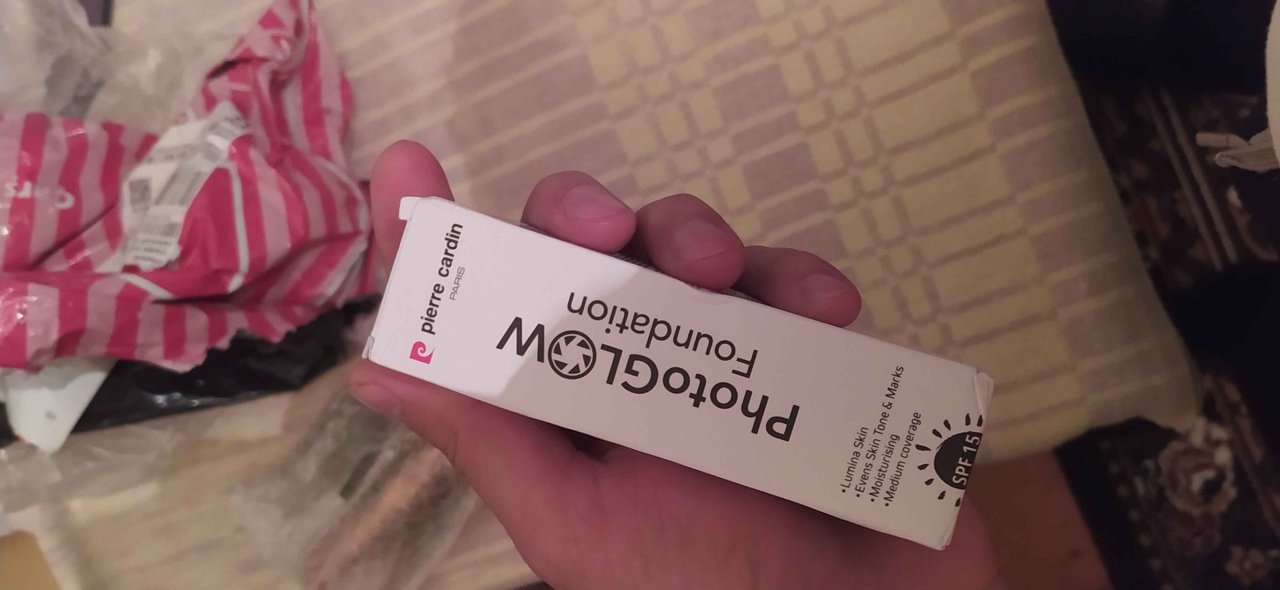 pierre cardin
PARIS
PhotoGLOW
Foundation
•Lumina Skin
•Evens Skin Tone & Marks
•Moisturising
•Medium coverage
SPF 15